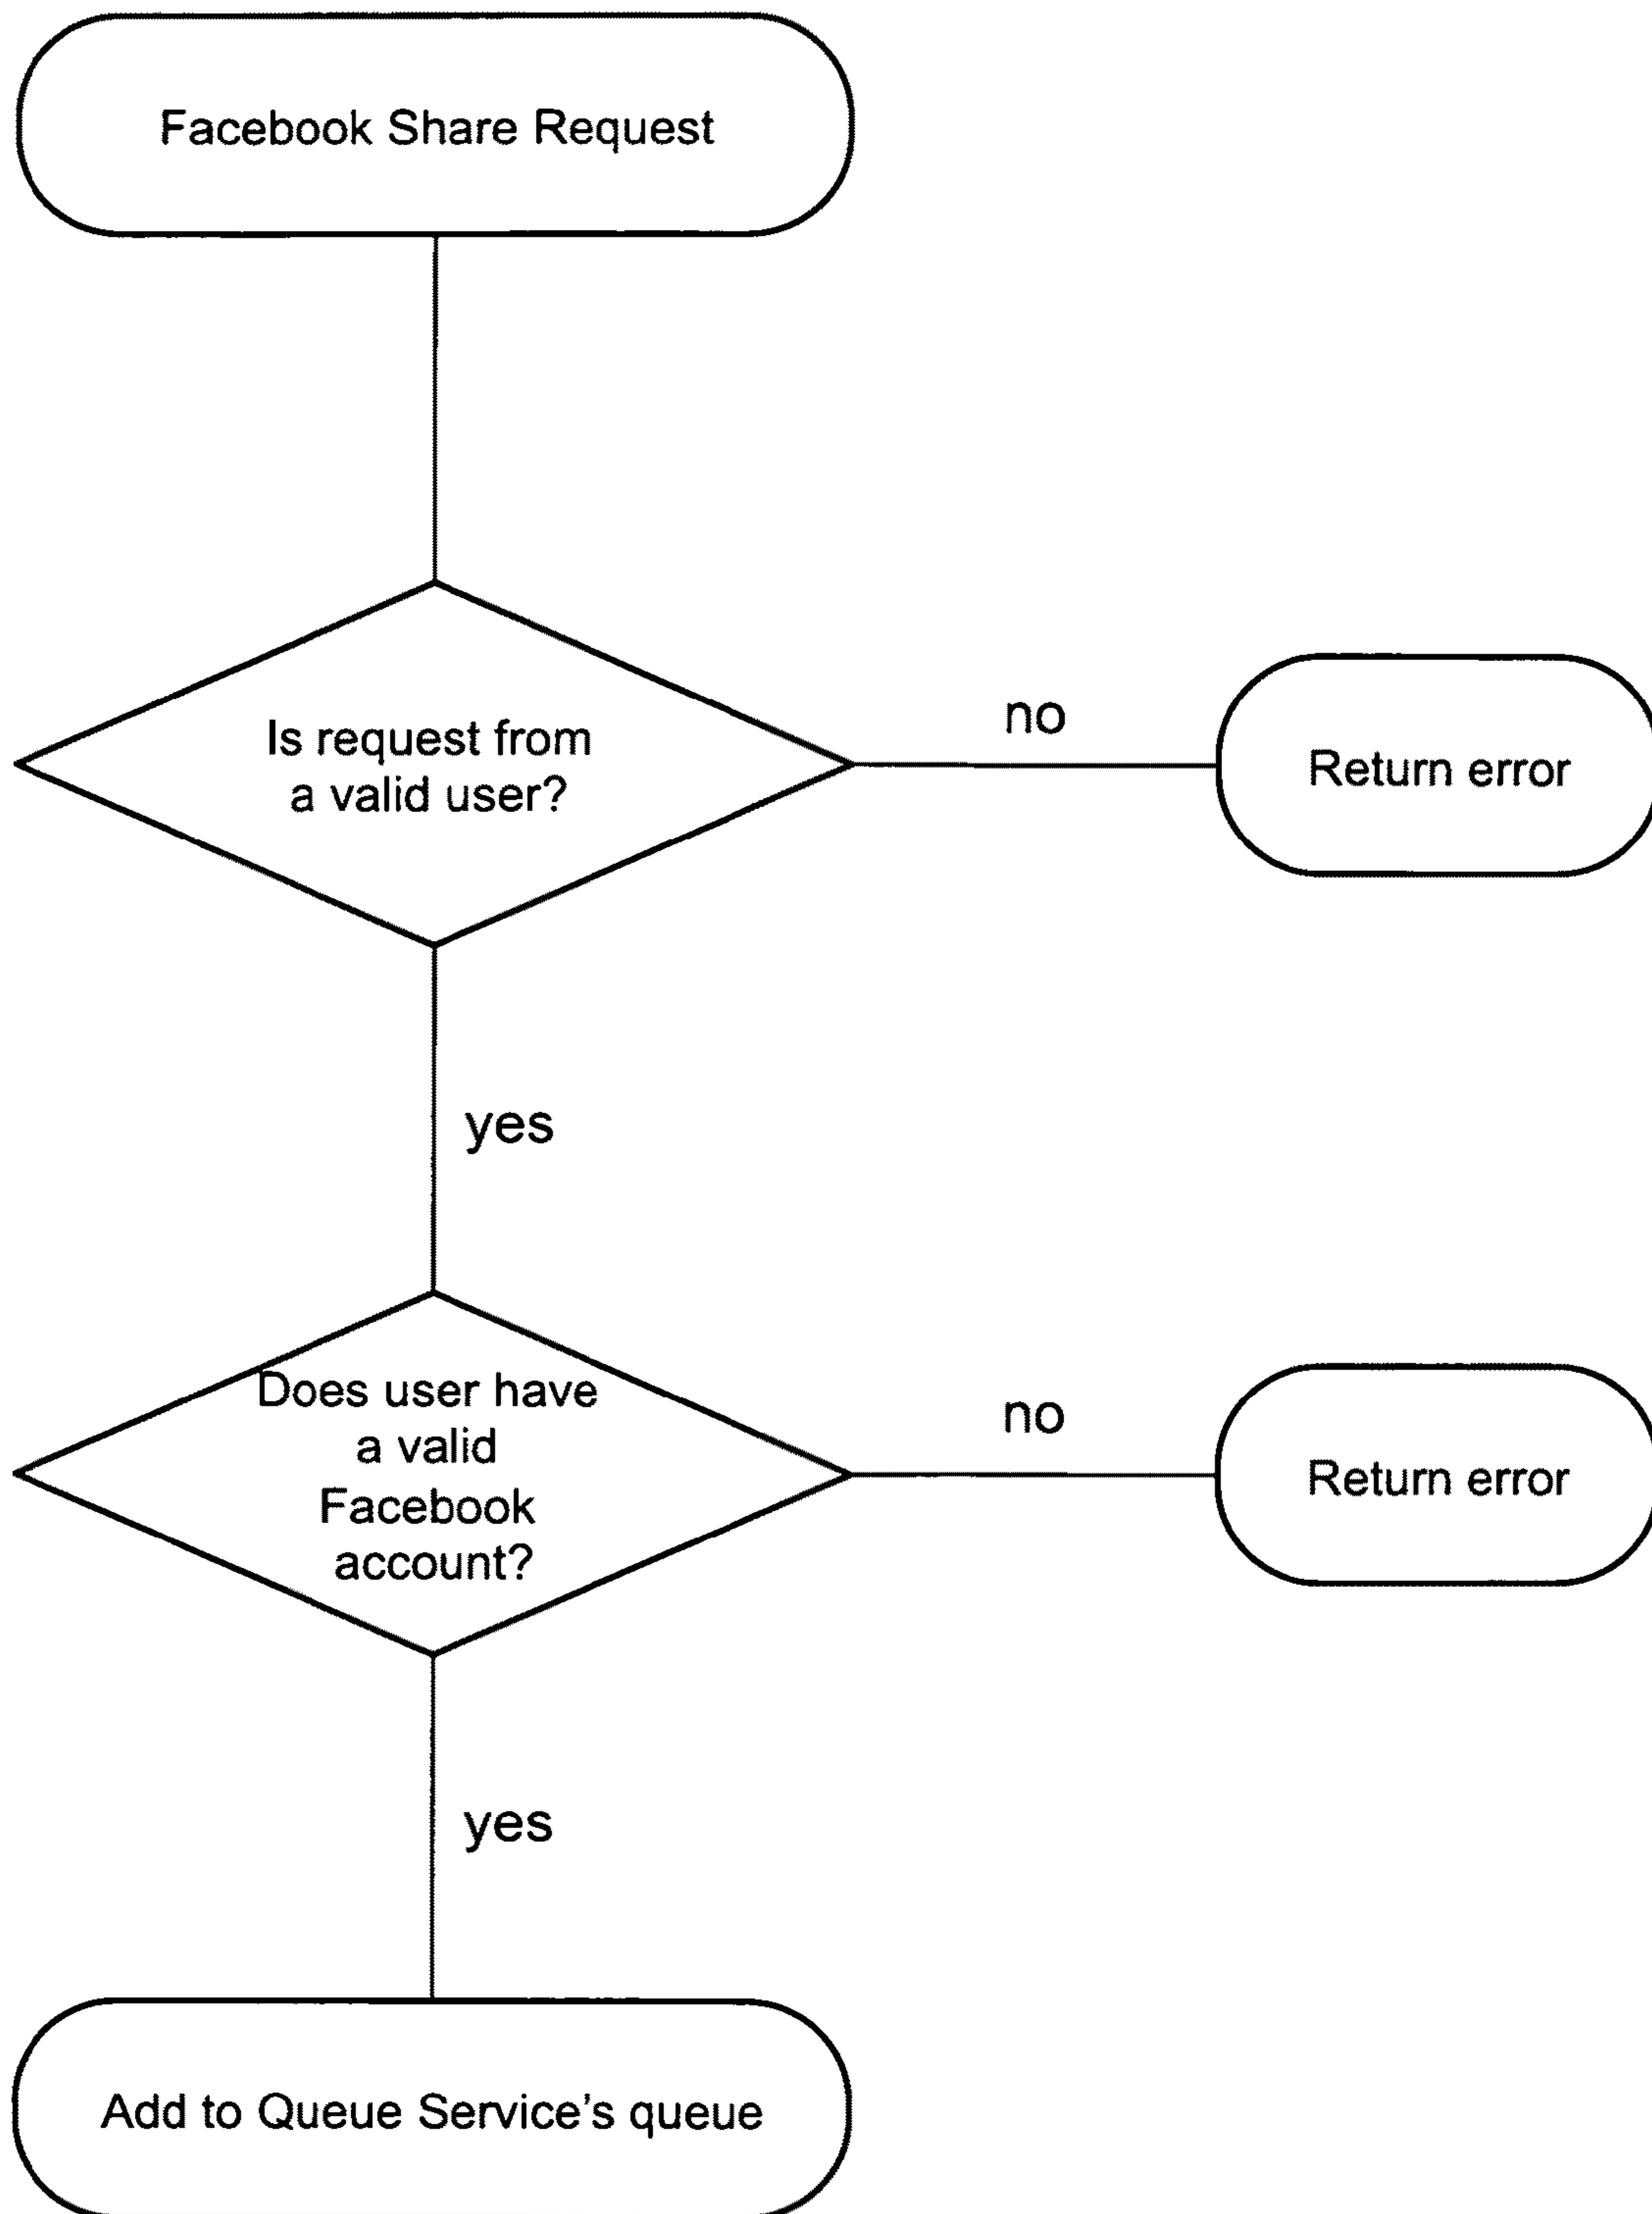 Facebook Share Request
Is request from
a valid user?
no
Return error
yes
Does user have
a valid
Facebook
account?
no
Return error
yes
Add to Queue Service’s queue